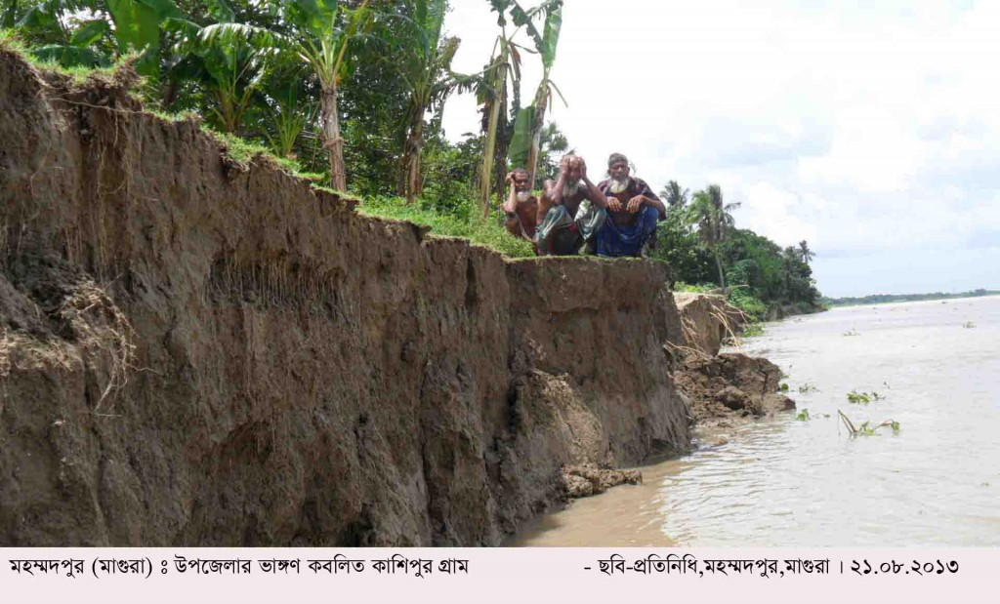 মহম্মদপুর (মাগুরা) ঃ উপজেলার ভাঙ্গণ কবলিত কাশিপুর গ্রাম - ছবি-প্রতিনিধি,মহম্মদপুর,মাগুরা । ২১.০৮.২০১৩